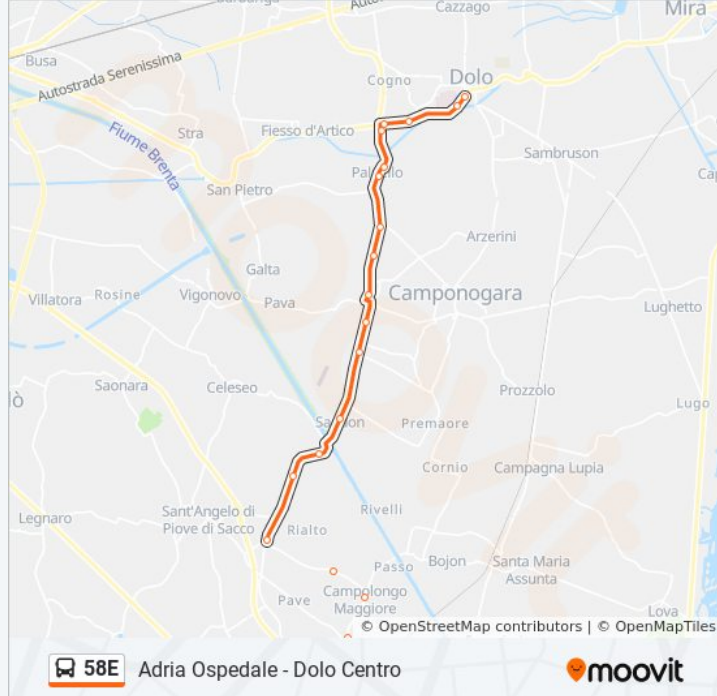 Cazzago
Mira
Busa
Autostrada Serenissima
Cogno
Dolo
Fiume Brenta
Stra
Fiesso d'Artico
Sambruson
San Pietro
Arzerini
Galta
Villatora
Rosine
Vigonovo
Pava
Camponogara
Lughetto
Saonara
Celeseo
Prozzolo
Lugo
Premaore
Cornio
Campagna Lupia
Legnaro
Sant'Angelo di
Piove di Sacco
Rialto
Rivelli
Passo
Bojon
Santa Maria
Assunta
Campolongo
Maggiore
Pave
Lova
© OpenStreetMap contributors | © OpenMapTiles
58E
Adria Ospedale - Dolo Centro
moovit